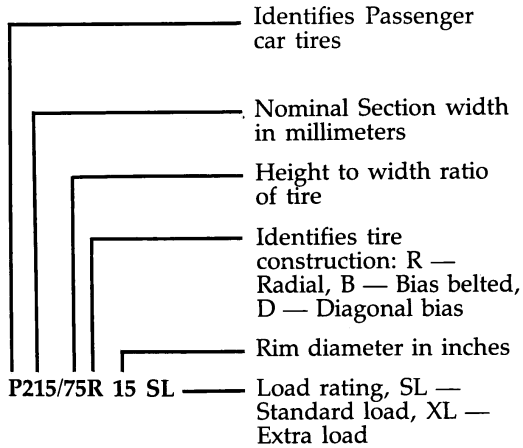 Identifies Passenger
car tires
Nominal Section width
in millimeters
Height to width ratio
of tire
Identifies tire
construction: R —
Radial, B — Bias belted,
D — Diagonal bias
Rim diameter in inches
P215/75R 15 SL
Load rating, SL —
Standard load, XL —
Extra load